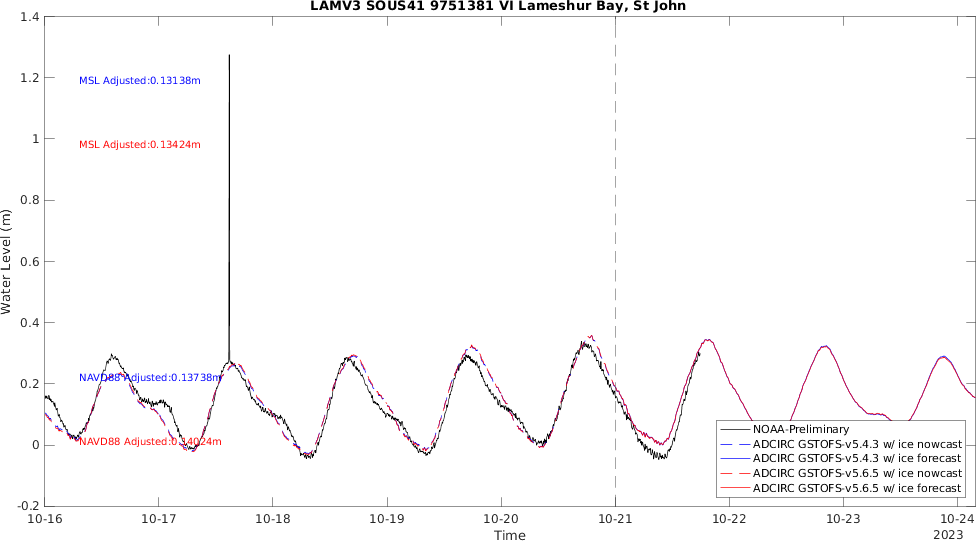 LAMV3 SOUS41 9751381 VI Lameshur Bay, St John
1.4
1.2
1
0.8
0.6
0.4
0.2
0
-0.2
Water Level (m)
MSL Adjusted:0.13138m
MSL Adjusted:0.13424m
NAVD88 Adjusted:0.13738m
NAVD88 Adjusted:0.14024m
NOAA-Preliminary
ADCIRC GSTOFS-v5.4.3 w/ ice nowcast
ADCIRC GSTOFS-v5.4.3 w/ ice forecast
ADCIRC GSTOFS-v5.6.5 w/ ice nowcast
ADCIRC GSTOFS-v5.6.5 w/ ice forecast
10-16 10-17 10-18 10-19 10-20 10-21 10-22 10-23 10-24
Time
2023